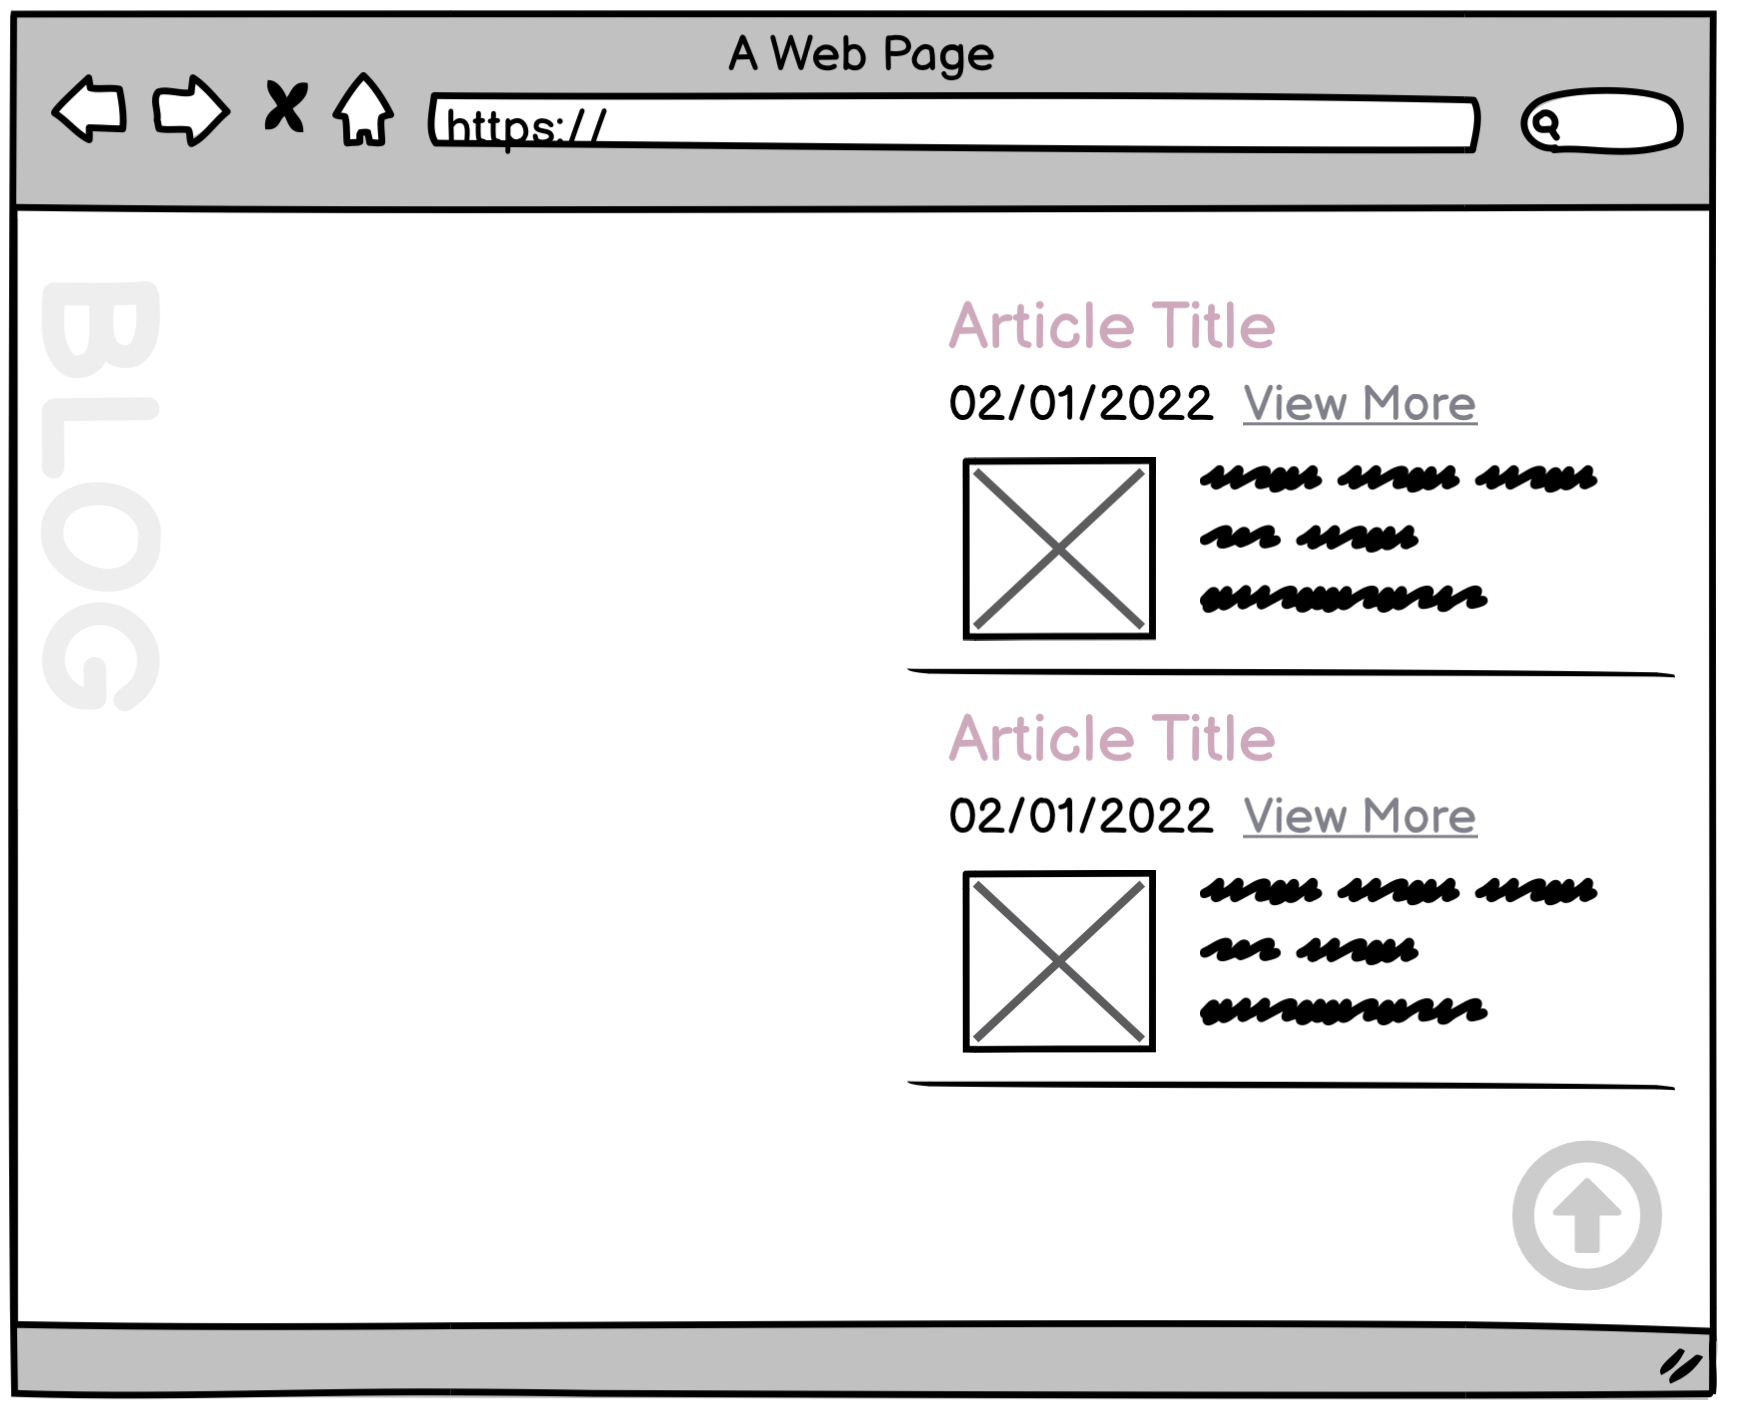 A Web Page
https://
BLOG
Article Title
02/01/2022 View More
Article Title
02/01/2022 View More